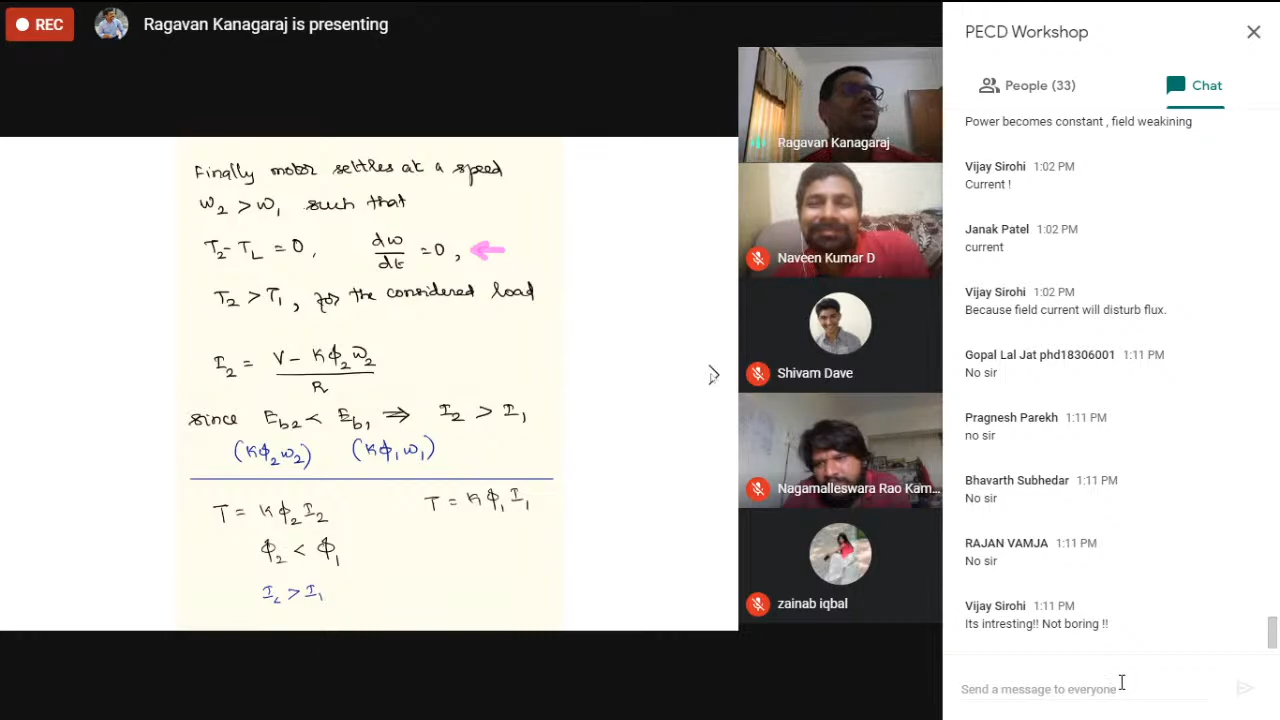 REC
Ragavan Kanagaraj is presenting
Finally motor settles at a speed
ω₂ > ω₁ such that
T₂ - T_L = 0, dω/dt = 0,
T₂ > T₁, for the considered load
I₂ = (V - KΦ₂ω₂)/R
since E_b2 < E_b1 ⇒ I₂ > I₁
(KΦ₂ω₂) (KΦ₁ω₁)
T = KΦ₂I₂ T = KΦ₁I₁
Φ₂ < Φ₁
I₂ > I₁
Ragavan Kanagaraj
Naveen Kumar D
Shivam Dave
Nagamalleswara Rao Kam...
zainab iqbal
PECD Workshop
People (33) Chat
Power becomes constant , field weakining
Vijay Sirohi 1:02 PM
Current !
Janak Patel 1:02 PM
current
Vijay Sirohi 1:02 PM
Because field current will disturb flux.
Gopal Lal Jat phd18306001 1:11 PM
No sir
Pragnesh Parekh 1:11 PM
no sir
Bhavarth Subhedar 1:11 PM
No sir
RAJAN VAMJA 1:11 PM
No sir
Vijay Sirohi 1:11 PM
Its intresting!! Not boring !!
Send a message to everyone